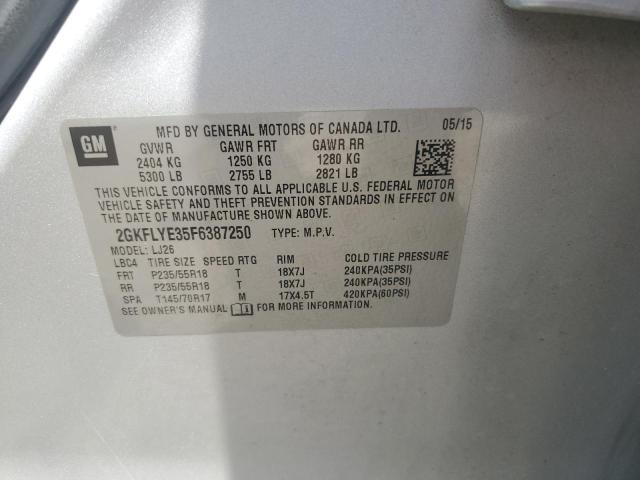 GM
MFD BY GENERAL MOTORS OF CANADA LTD. 05/15
GVWR GAWR FRT GAWR RR
2404 KG 1250 KG 1280 KG
5300 LB 2755 LB 2821 LB
THIS VEHICLE CONFORMS TO ALL APPLICABLE U.S. FEDERAL MOTOR
VEHICLE SAFETY AND THEFT PREVENTION STANDARDS IN EFFECT ON
THE DATE OF MANUFACTURE SHOWN ABOVE.
2GKFLYE35F6387250 TYPE: M.P.V.
MODEL: LJ26
LBC4 TIRE SIZE SPEED RTG RIM COLD TIRE PRESSURE
FRT P235/55R18 T 18X7J 240KPA(35PSI)
RR P235/55R18 T 18X7J 240KPA(35PSI)
SPA T145/70R17 M 17X4.5T 420KPA(60PSI)
SEE OWNER'S MANUAL FOR MORE INFORMATION.